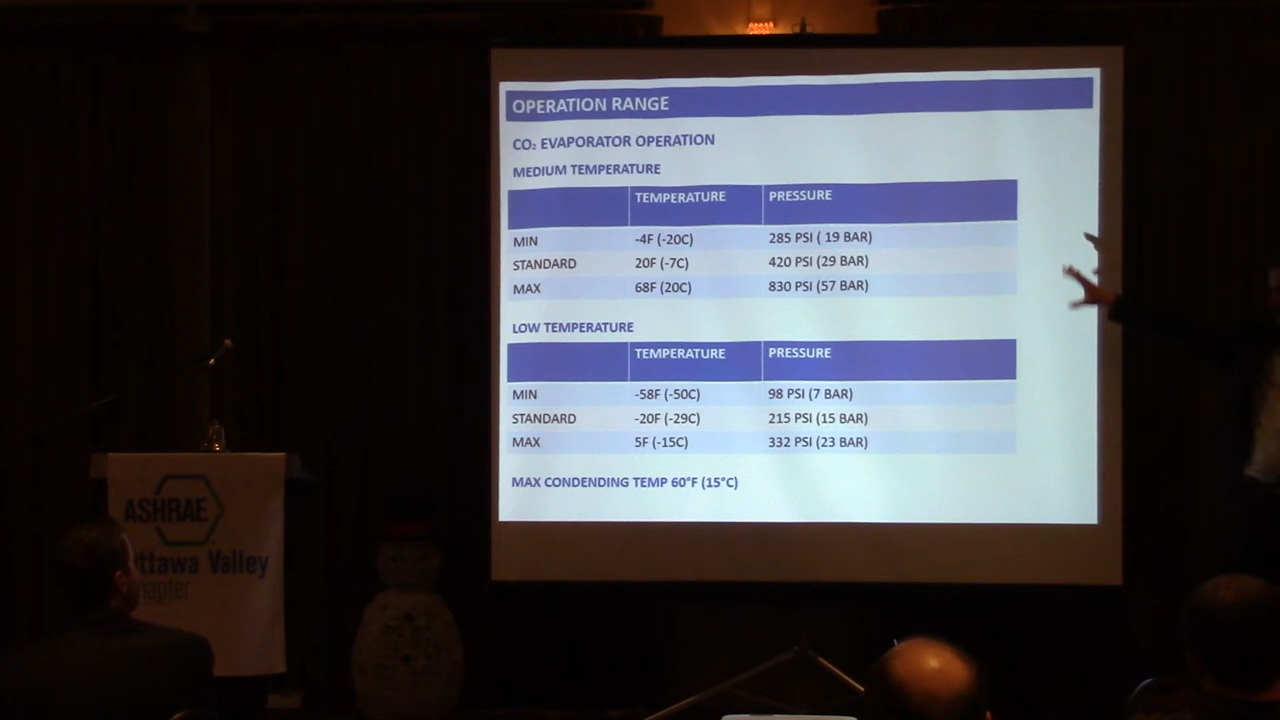 OPERATION RANGE
CO₂ EVAPORATOR OPERATION
MEDIUM TEMPERATURE
TEMPERATURE PRESSURE
MIN -4F (-20C) 285 PSI ( 19 BAR)
STANDARD 20F (-7C) 420 PSI (29 BAR)
MAX 68F (20C) 830 PSI (57 BAR)
LOW TEMPERATURE
TEMPERATURE PRESSURE
MIN -58F (-50C) 98 PSI (7 BAR)
STANDARD -20F (-29C) 215 PSI (15 BAR)
MAX 5F (-15C) 332 PSI (23 BAR)
MAX CONDENDING TEMP 60°F (15°C)
ASHRAE
ttawa Valley
hapter